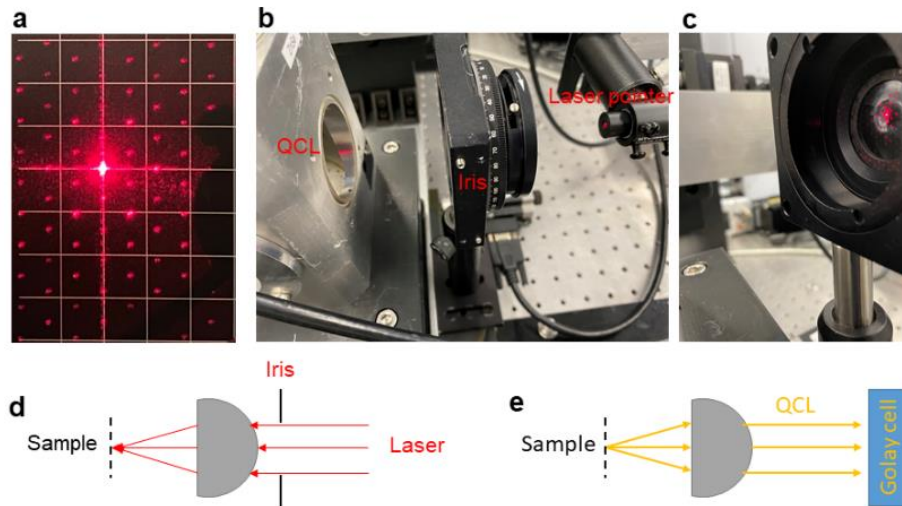 a
b
c
QCL
Iris
Laser pointer
d
Iris
Sample
Laser
e
QCL
Sample
Golay cell